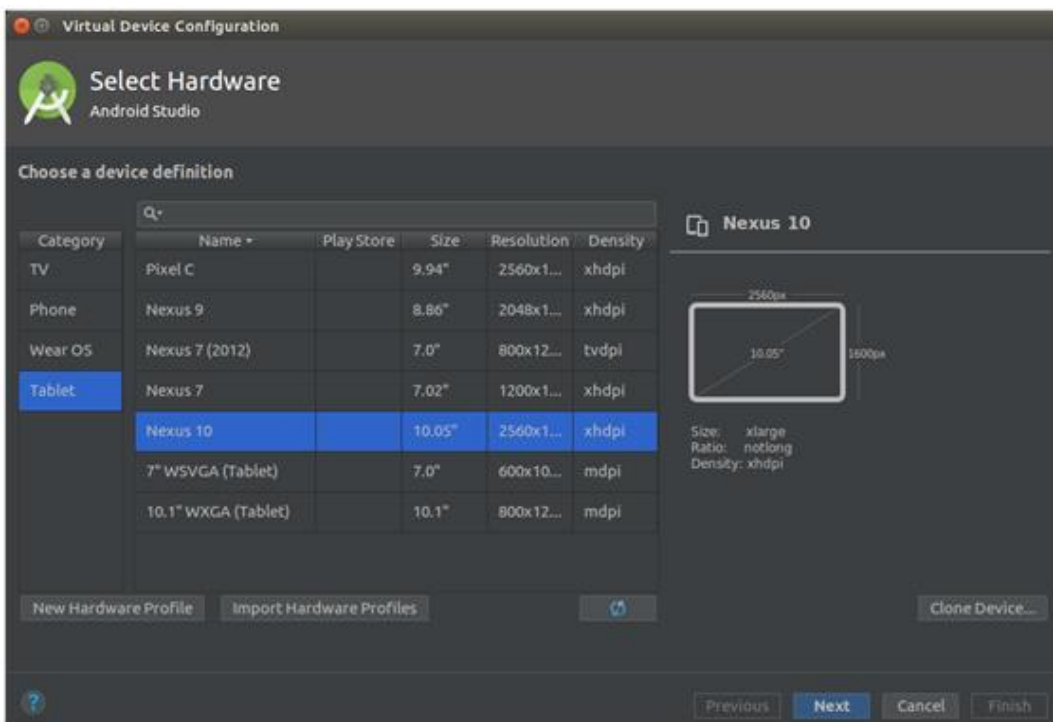 Virtual Device Configuration
Select Hardware
Android Studio
Choose a device definition
Category Name Play Store Size Resolution Density
TV Pixel C 9.94" 2560x1... xhdpi
Phone Nexus 9 8.86" 2048x1... xhdpi
Wear OS Nexus 7 (2012) 7.0" 800x12... tvdpi
Tablet Nexus 7 7.02" 1200x1... xhdpi
Nexus 10 10.05" 2560x1... xhdpi
7" WSVGA (Tablet) 7.0" 600x10... mdpi
10.1" WXGA (Tablet) 10.1" 800x12... mdpi
Nexus 10
2560px
10.05"
1600px
Size: xlarge
Ratio: notlong
Density: xhdpi
New Hardware Profile Import Hardware Profiles Clone Device...
? Previous Next Cancel Finish